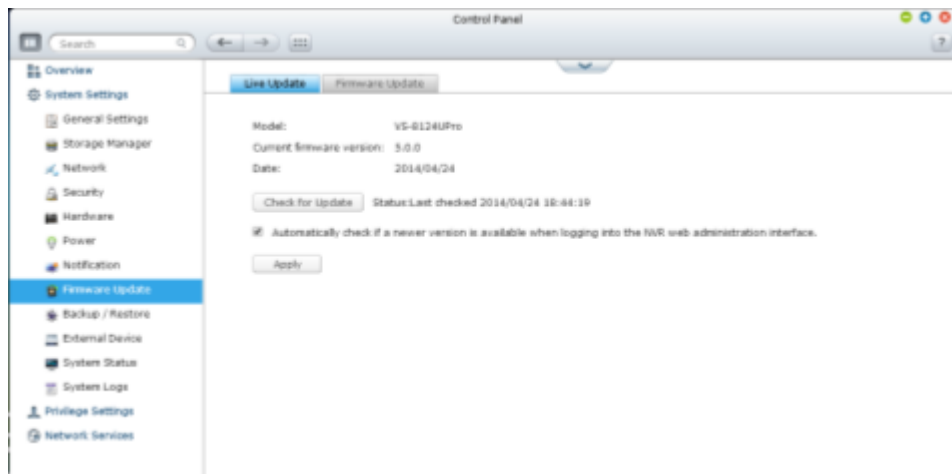 Control Panel
Search
?
Overview
System Settings
General Settings
Storage Manager
Network
Security
Hardware
Power
Notification
Firmware Update
Backup / Restore
External Device
System Status
System Logs
Privilege Settings
Network Services
Live Update
Firmware Update
Model: VS-8124UPro
Current firmware version: 5.0.0
Date: 2014/04/24
Check for Update Status:Last checked 2014/04/24 18:44:19
Automatically check if a newer version is available when logging into the NVR web administration interface.
Apply